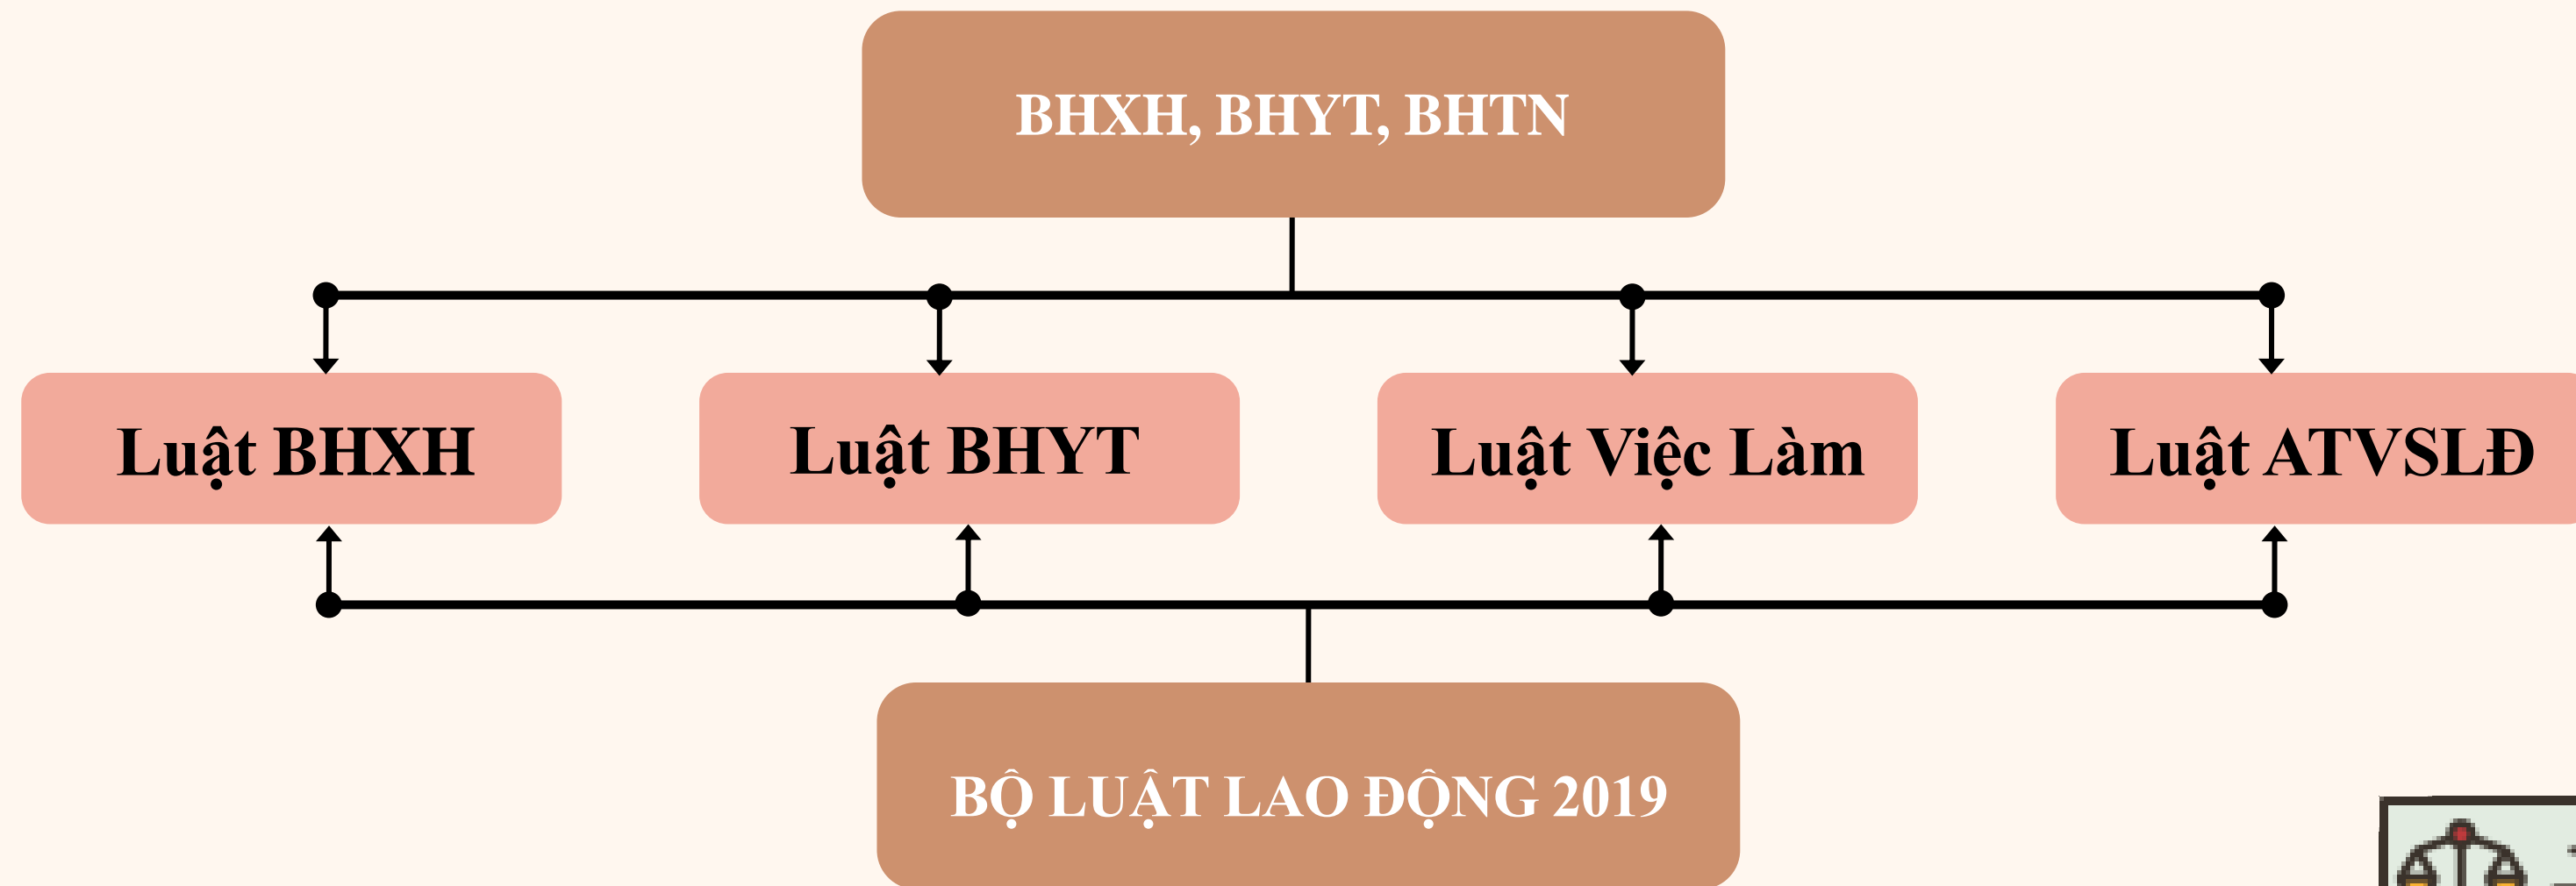 BHXH, BHYT, BHTN
Luật BHXH
Luật BHYT
Luật Việc Làm
Luật ATVSLĐ
BỘ LUẬT LAO ĐỘNG 2019